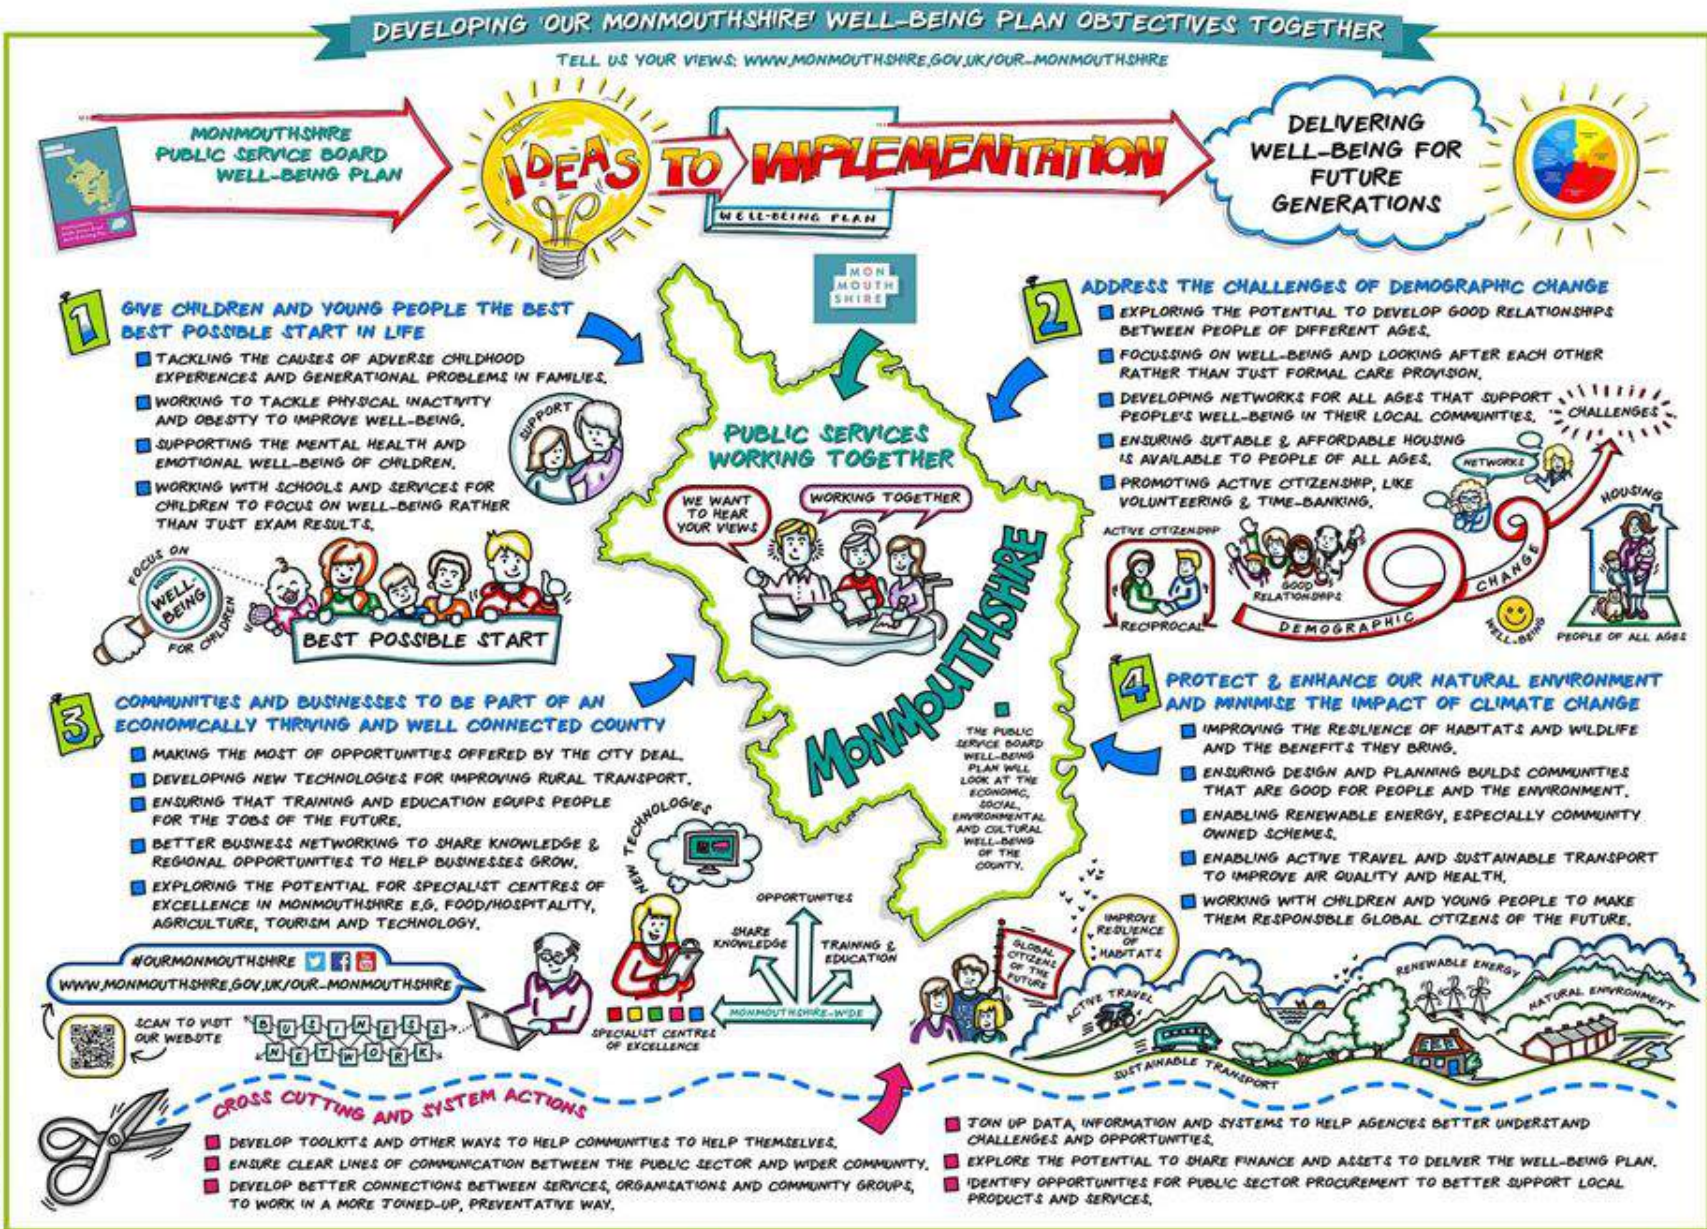 DEVELOPING 'OUR MONMOUTHSHIRE' WELL-BEING PLAN OBJECTIVES TOGETHER
TELL US YOUR VIEWS: WWW.MONMOUTHSHIRE.GOV.UK/OUR-MONMOUTHSHIRE
MONMOUTHSHIRE
PUBLIC SERVICE BOARD
WELL-BEING PLAN
IDEAS TO IMPLEMENTATION
WELL-BEING PLAN
DELIVERING
WELL-BEING FOR
FUTURE
GENERATIONS
MON
MOUTH
SHIRE
1
GIVE CHILDREN AND YOUNG PEOPLE THE BEST
BEST POSSIBLE START IN LIFE
TACKLING THE CAUSES OF ADVERSE CHILDHOOD
EXPERIENCES AND GENERATIONAL PROBLEMS IN FAMILIES.
WORKING TO TACKLE PHYSICAL INACTIVITY
AND OBESITY TO IMPROVE WELL-BEING.
SUPPORTING THE MENTAL HEALTH AND
EMOTIONAL WELL-BEING OF CHILDREN.
WORKING WITH SCHOOLS AND SERVICES FOR
CHILDREN TO FOCUS ON WELL-BEING RATHER
THAN JUST EXAM RESULTS.
SUPPORT
FOCUS ON
WELL-
BEING
FOR CHILDREN
BEST POSSIBLE START
2
ADDRESS THE CHALLENGES OF DEMOGRAPHIC CHANGE
EXPLORING THE POTENTIAL TO DEVELOP GOOD RELATIONSHIPS
BETWEEN PEOPLE OF DIFFERENT AGES.
FOCUSSING ON WELL-BEING AND LOOKING AFTER EACH OTHER
RATHER THAN JUST FORMAL CARE PROVISION.
DEVELOPING NETWORKS FOR ALL AGES THAT SUPPORT
PEOPLE'S WELL-BEING IN THEIR LOCAL COMMUNITIES.
ENSURING SUITABLE & AFFORDABLE HOUSING
IS AVAILABLE TO PEOPLE OF ALL AGES.
PROMOTING ACTIVE CITIZENSHIP, LIKE
VOLUNTEERING & TIME-BANKING.
CHALLENGES
NETWORKS
HOUSING
ACTIVE CITIZENSHIP
RECIPROCAL
GOOD
RELATIONSHIPS
DEMOGRAPHIC
CHANGE
WELL-BEING
PEOPLE OF ALL AGES
PUBLIC SERVICES
WORKING TOGETHER
WE WANT
TO HEAR
YOUR VIEWS
WORKING TOGETHER
MONMOUTHSHIRE
THE PUBLIC
SERVICE BOARD
WELL-BEING
PLAN WILL
LOOK AT THE
ECONOMIC,
SOCIAL,
ENVIRONMENTAL
AND CULTURAL
WELL-BEING
OF THE
COUNTY.
3
COMMUNITIES AND BUSINESSES TO BE PART OF AN
ECONOMICALLY THRIVING AND WELL CONNECTED COUNTY
MAKING THE MOST OF OPPORTUNITIES OFFERED BY THE CITY DEAL.
DEVELOPING NEW TECHNOLOGIES FOR IMPROVING RURAL TRANSPORT.
ENSURING THAT TRAINING AND EDUCATION EQUIPS PEOPLE
FOR THE JOBS OF THE FUTURE.
BETTER BUSINESS NETWORKING TO SHARE KNOWLEDGE &
REGIONAL OPPORTUNITIES TO HELP BUSINESSES GROW.
EXPLORING THE POTENTIAL FOR SPECIALIST CENTRES OF
EXCELLENCE IN MONMOUTHSHIRE E.G. FOOD/HOSPITALITY,
AGRICULTURE, TOURISM AND TECHNOLOGY.
NEW TECHNOLOGIES
#OURMONMOUTHSHIRE
WWW.MONMOUTHSHIRE.GOV.UK/OUR-MONMOUTHSHIRE
SCAN TO VISIT
OUR WEBSITE
BUSINESS
NETWORK
SPECIALIST CENTRES
OF EXCELLENCE
OPPORTUNITIES
SHARE
KNOWLEDGE
TRAINING &
EDUCATION
MONMOUTHSHIRE-WIDE
4
PROTECT & ENHANCE OUR NATURAL ENVIRONMENT
AND MINIMISE THE IMPACT OF CLIMATE CHANGE
IMPROVING THE RESILIENCE OF HABITATS AND WILDLIFE
AND THE BENEFITS THEY BRING.
ENSURING DESIGN AND PLANNING BUILDS COMMUNITIES
THAT ARE GOOD FOR PEOPLE AND THE ENVIRONMENT.
ENABLING RENEWABLE ENERGY, ESPECIALLY COMMUNITY
OWNED SCHEMES.
ENABLING ACTIVE TRAVEL AND SUSTAINABLE TRANSPORT
TO IMPROVE AIR QUALITY AND HEALTH.
WORKING WITH CHILDREN AND YOUNG PEOPLE TO MAKE
THEM RESPONSIBLE GLOBAL CITIZENS OF THE FUTURE.
GLOBAL
CITIZENS
OF THE
FUTURE
IMPROVE
RESILIENCE
OF
HABITATS
ACTIVE TRAVEL
RENEWABLE ENERGY
NATURAL ENVIRONMENT
SUSTAINABLE TRANSPORT
CROSS CUTTING AND SYSTEM ACTIONS
DEVELOP TOOLKITS AND OTHER WAYS TO HELP COMMUNITIES TO HELP THEMSELVES.
ENSURE CLEAR LINES OF COMMUNICATION BETWEEN THE PUBLIC SECTOR AND WIDER COMMUNITY.
DEVELOP BETTER CONNECTIONS BETWEEN SERVICES, ORGANISATIONS AND COMMUNITY GROUPS,
TO WORK IN A MORE JOINED-UP, PREVENTATIVE WAY.
JOIN UP DATA, INFORMATION AND SYSTEMS TO HELP AGENCIES BETTER UNDERSTAND
CHALLENGES AND OPPORTUNITIES.
EXPLORE THE POTENTIAL TO SHARE FINANCE AND ASSETS TO DELIVER THE WELL-BEING PLAN.
IDENTIFY OPPORTUNITIES FOR PUBLIC SECTOR PROCUREMENT TO BETTER SUPPORT LOCAL
PRODUCTS AND SERVICES.